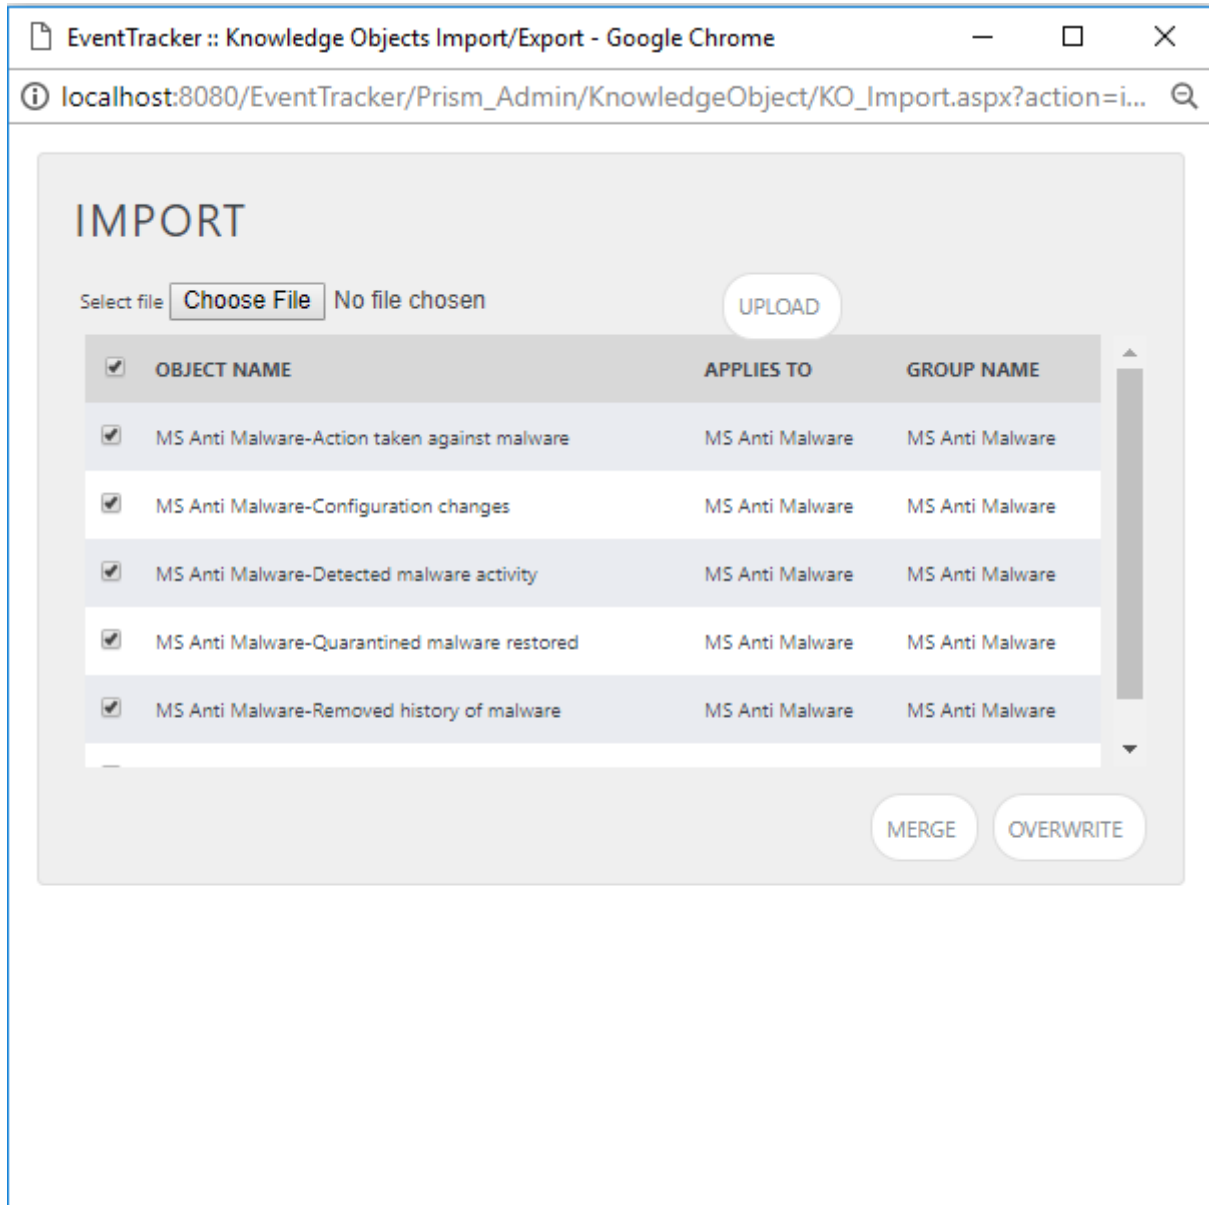 EventTracker :: Knowledge Objects Import/Export - Google Chrome
localhost:8080/EventTracker/Prism_Admin/KnowledgeObject/KO_Import.aspx?action=i...
IMPORT
Select file Choose File No file chosen UPLOAD
OBJECT NAME APPLIES TO GROUP NAME
MS Anti Malware-Action taken against malware MS Anti Malware MS Anti Malware
MS Anti Malware-Configuration changes MS Anti Malware MS Anti Malware
MS Anti Malware-Detected malware activity MS Anti Malware MS Anti Malware
MS Anti Malware-Quarantined malware restored MS Anti Malware MS Anti Malware
MS Anti Malware-Removed history of malware MS Anti Malware MS Anti Malware
MERGE OVERWRITE